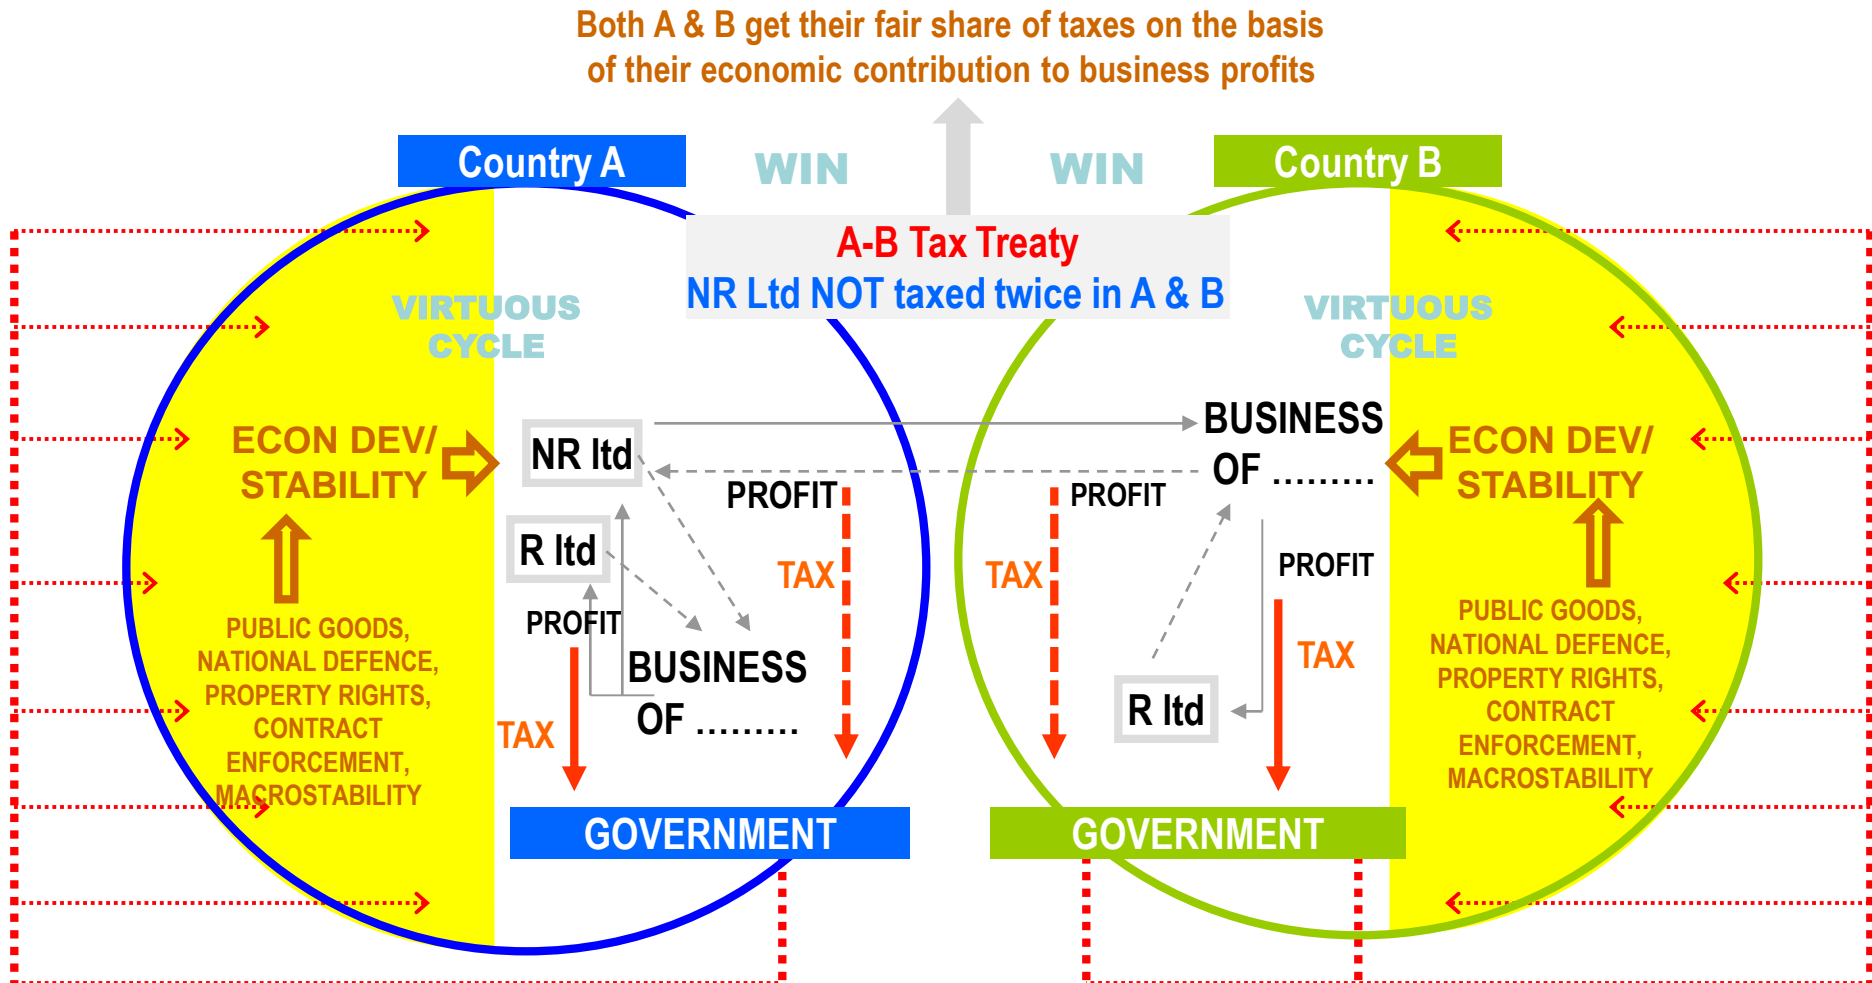 Both A & B get their fair share of taxes on the basis
of their economic contribution to business profits
Country A
WIN
WIN
Country B
A-B Tax Treaty
NR Ltd NOT taxed twice in A & B
VIRTUOUS
CYCLE
VIRTUOUS
CYCLE
ECON DEV/
STABILITY
NR ltd
R ltd
PROFIT
PROFIT
TAX
BUSINESS
OF .........
TAX
PUBLIC GOODS,
NATIONAL DEFENCE,
PROPERTY RIGHTS,
CONTRACT
ENFORCEMENT,
MACROSTABILITY
GOVERNMENT
BUSINESS
OF .........
PROFIT
TAX
PROFIT
TAX
R ltd
ECON DEV/
STABILITY
PUBLIC GOODS,
NATIONAL DEFENCE,
PROPERTY RIGHTS,
CONTRACT
ENFORCEMENT,
MACROSTABILITY
GOVERNMENT